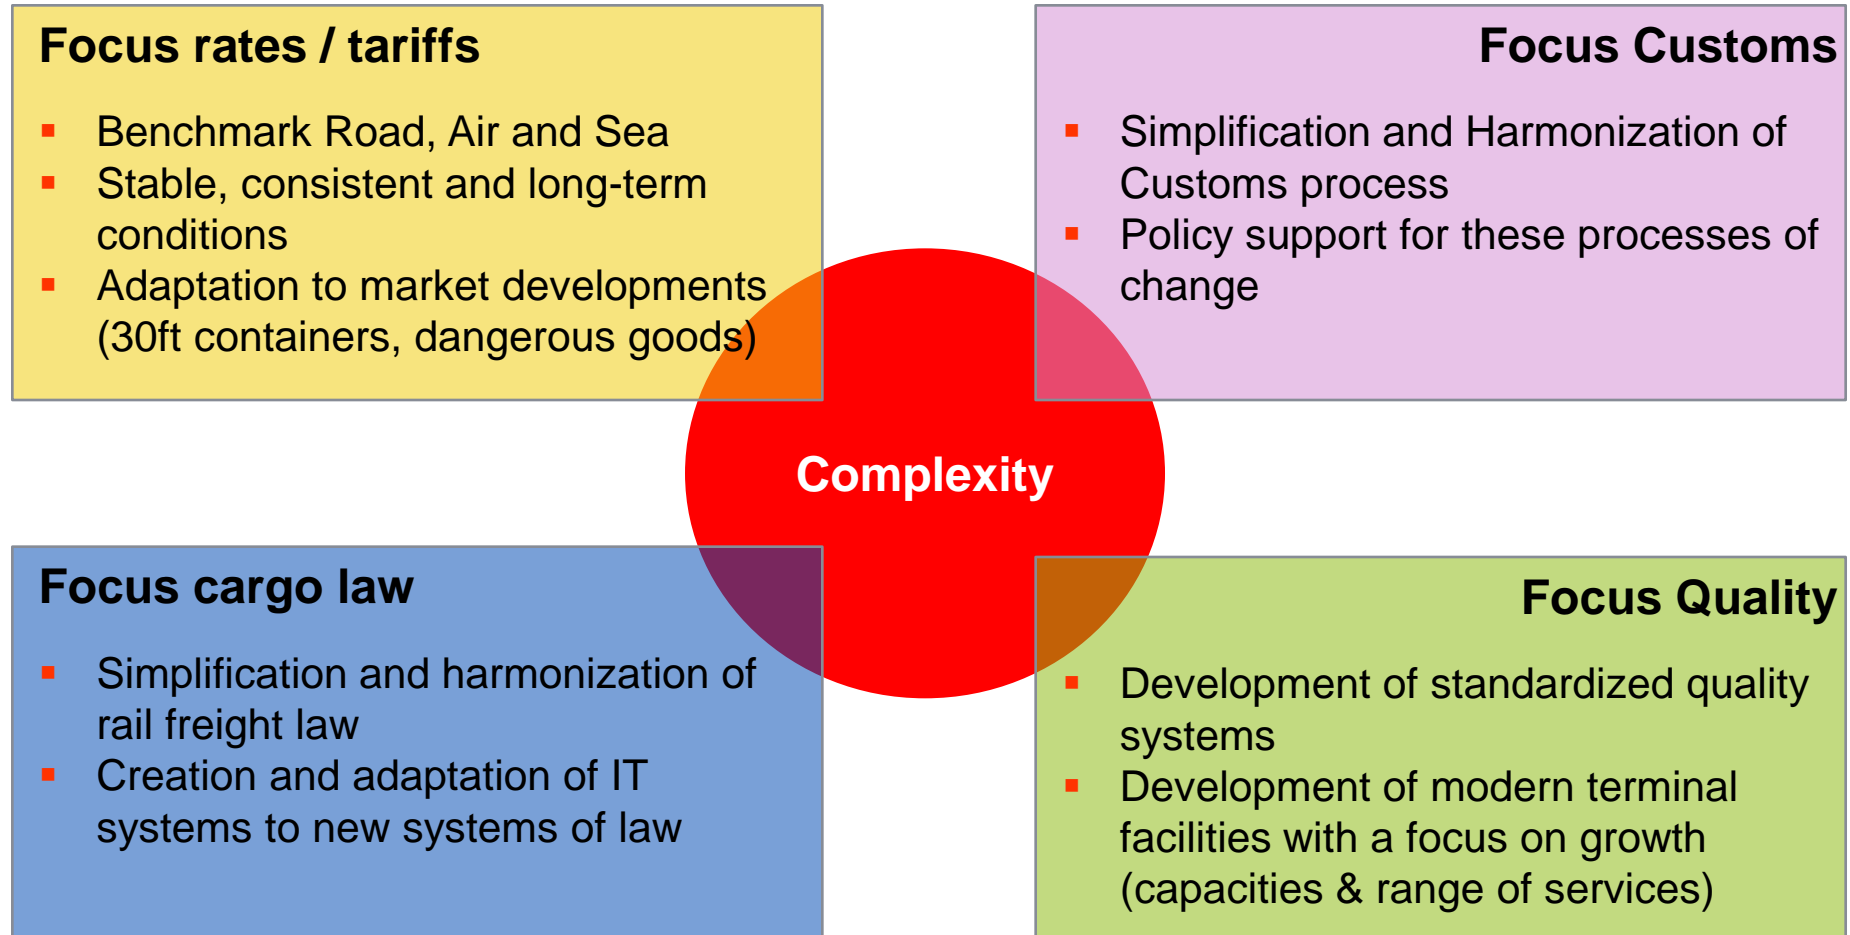 Focus rates / tariffs
▪ Benchmark Road, Air and Sea
▪ Stable, consistent and long-term
conditions
▪ Adaptation to market developments
(30ft containers, dangerous goods)
Focus Customs
▪ Simplification and Harmonization of
Customs process
▪ Policy support for these processes of
change
Complexity
Focus cargo law
▪ Simplification and harmonization of
rail freight law
▪ Creation and adaptation of IT
systems to new systems of law
Focus Quality
▪ Development of standardized quality
systems
▪ Development of modern terminal
facilities with a focus on growth
(capacities & range of services)